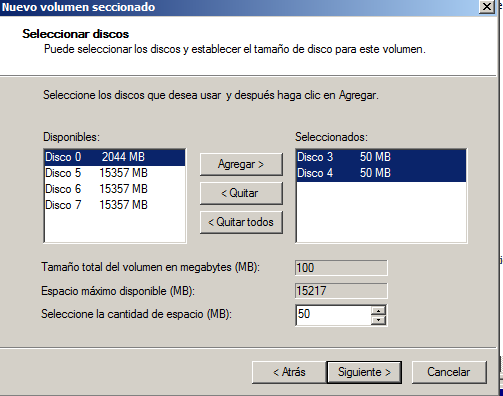 Nuevo volumen seccionado
Seleccionar discos
Puede seleccionar los discos y establecer el tamaño de disco para este volumen.
Seleccione los discos que desea usar y después haga clic en Agregar.
Disponibles:
Disco 0 2044 MB
Disco 5 15357 MB
Disco 6 15357 MB
Disco 7 15357 MB
Agregar >
< Quitar
< Quitar todos
Seleccionados:
Disco 3 50 MB
Disco 4 50 MB
Tamaño total del volumen en megabytes (MB): 100
Espacio máximo disponible (MB): 15217
Seleccione la cantidad de espacio (MB): 50
< Atrás Siguiente > Cancelar